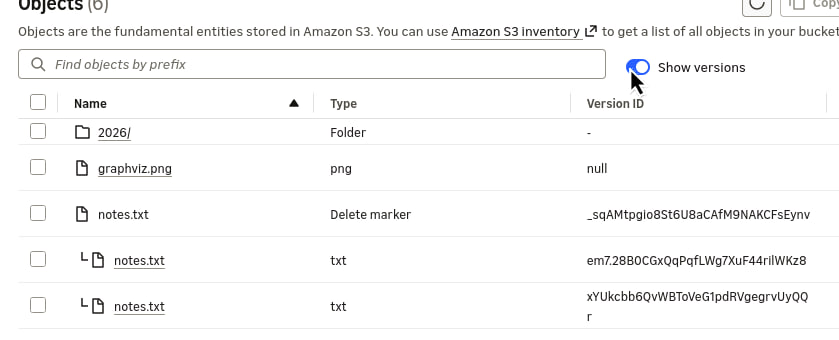 Objects (6)
Copy
Objects are the fundamental entities stored in Amazon S3. You can use Amazon S3 inventory to get a list of all objects in your bucket
Find objects by prefix
Show versions
Name Type Version ID
2026/ Folder -
graphviz.png png null
notes.txt Delete marker _sqAMtpgio8St6U8aCAfM9NAKCFsEynv
notes.txt txt em7.28B0CGxQqPqfLWg7XuF44rilWKz8
notes.txt txt xYUkcbb6QvWBToVeG1pdRVgegrvUyQQ
r